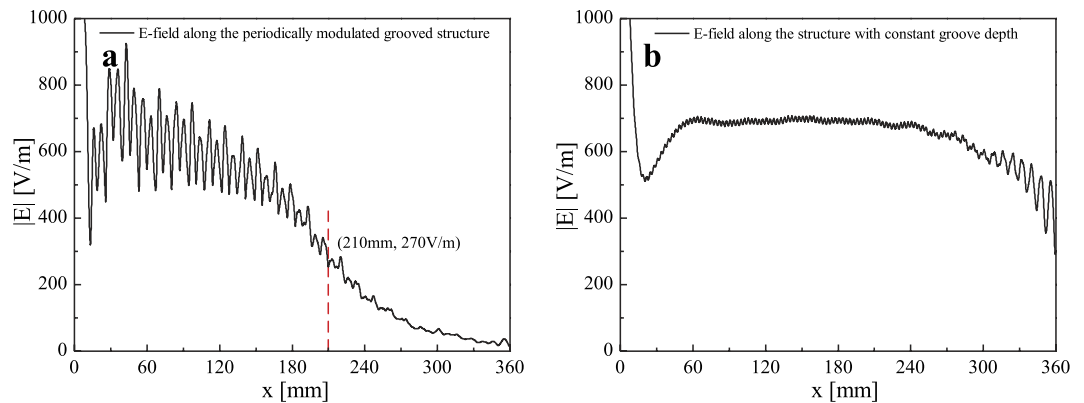 1000
800
600
400
200
0
|E| [V/m]
E-field along the periodically modulated grooved structure
a
(210mm, 270V/m)
0 60 120 180 240 300 360
x [mm]
1000
800
600
400
200
0
|E| [V/m]
E-field along the structure with constant groove depth
b
0 60 120 180 240 300 360
x [mm]